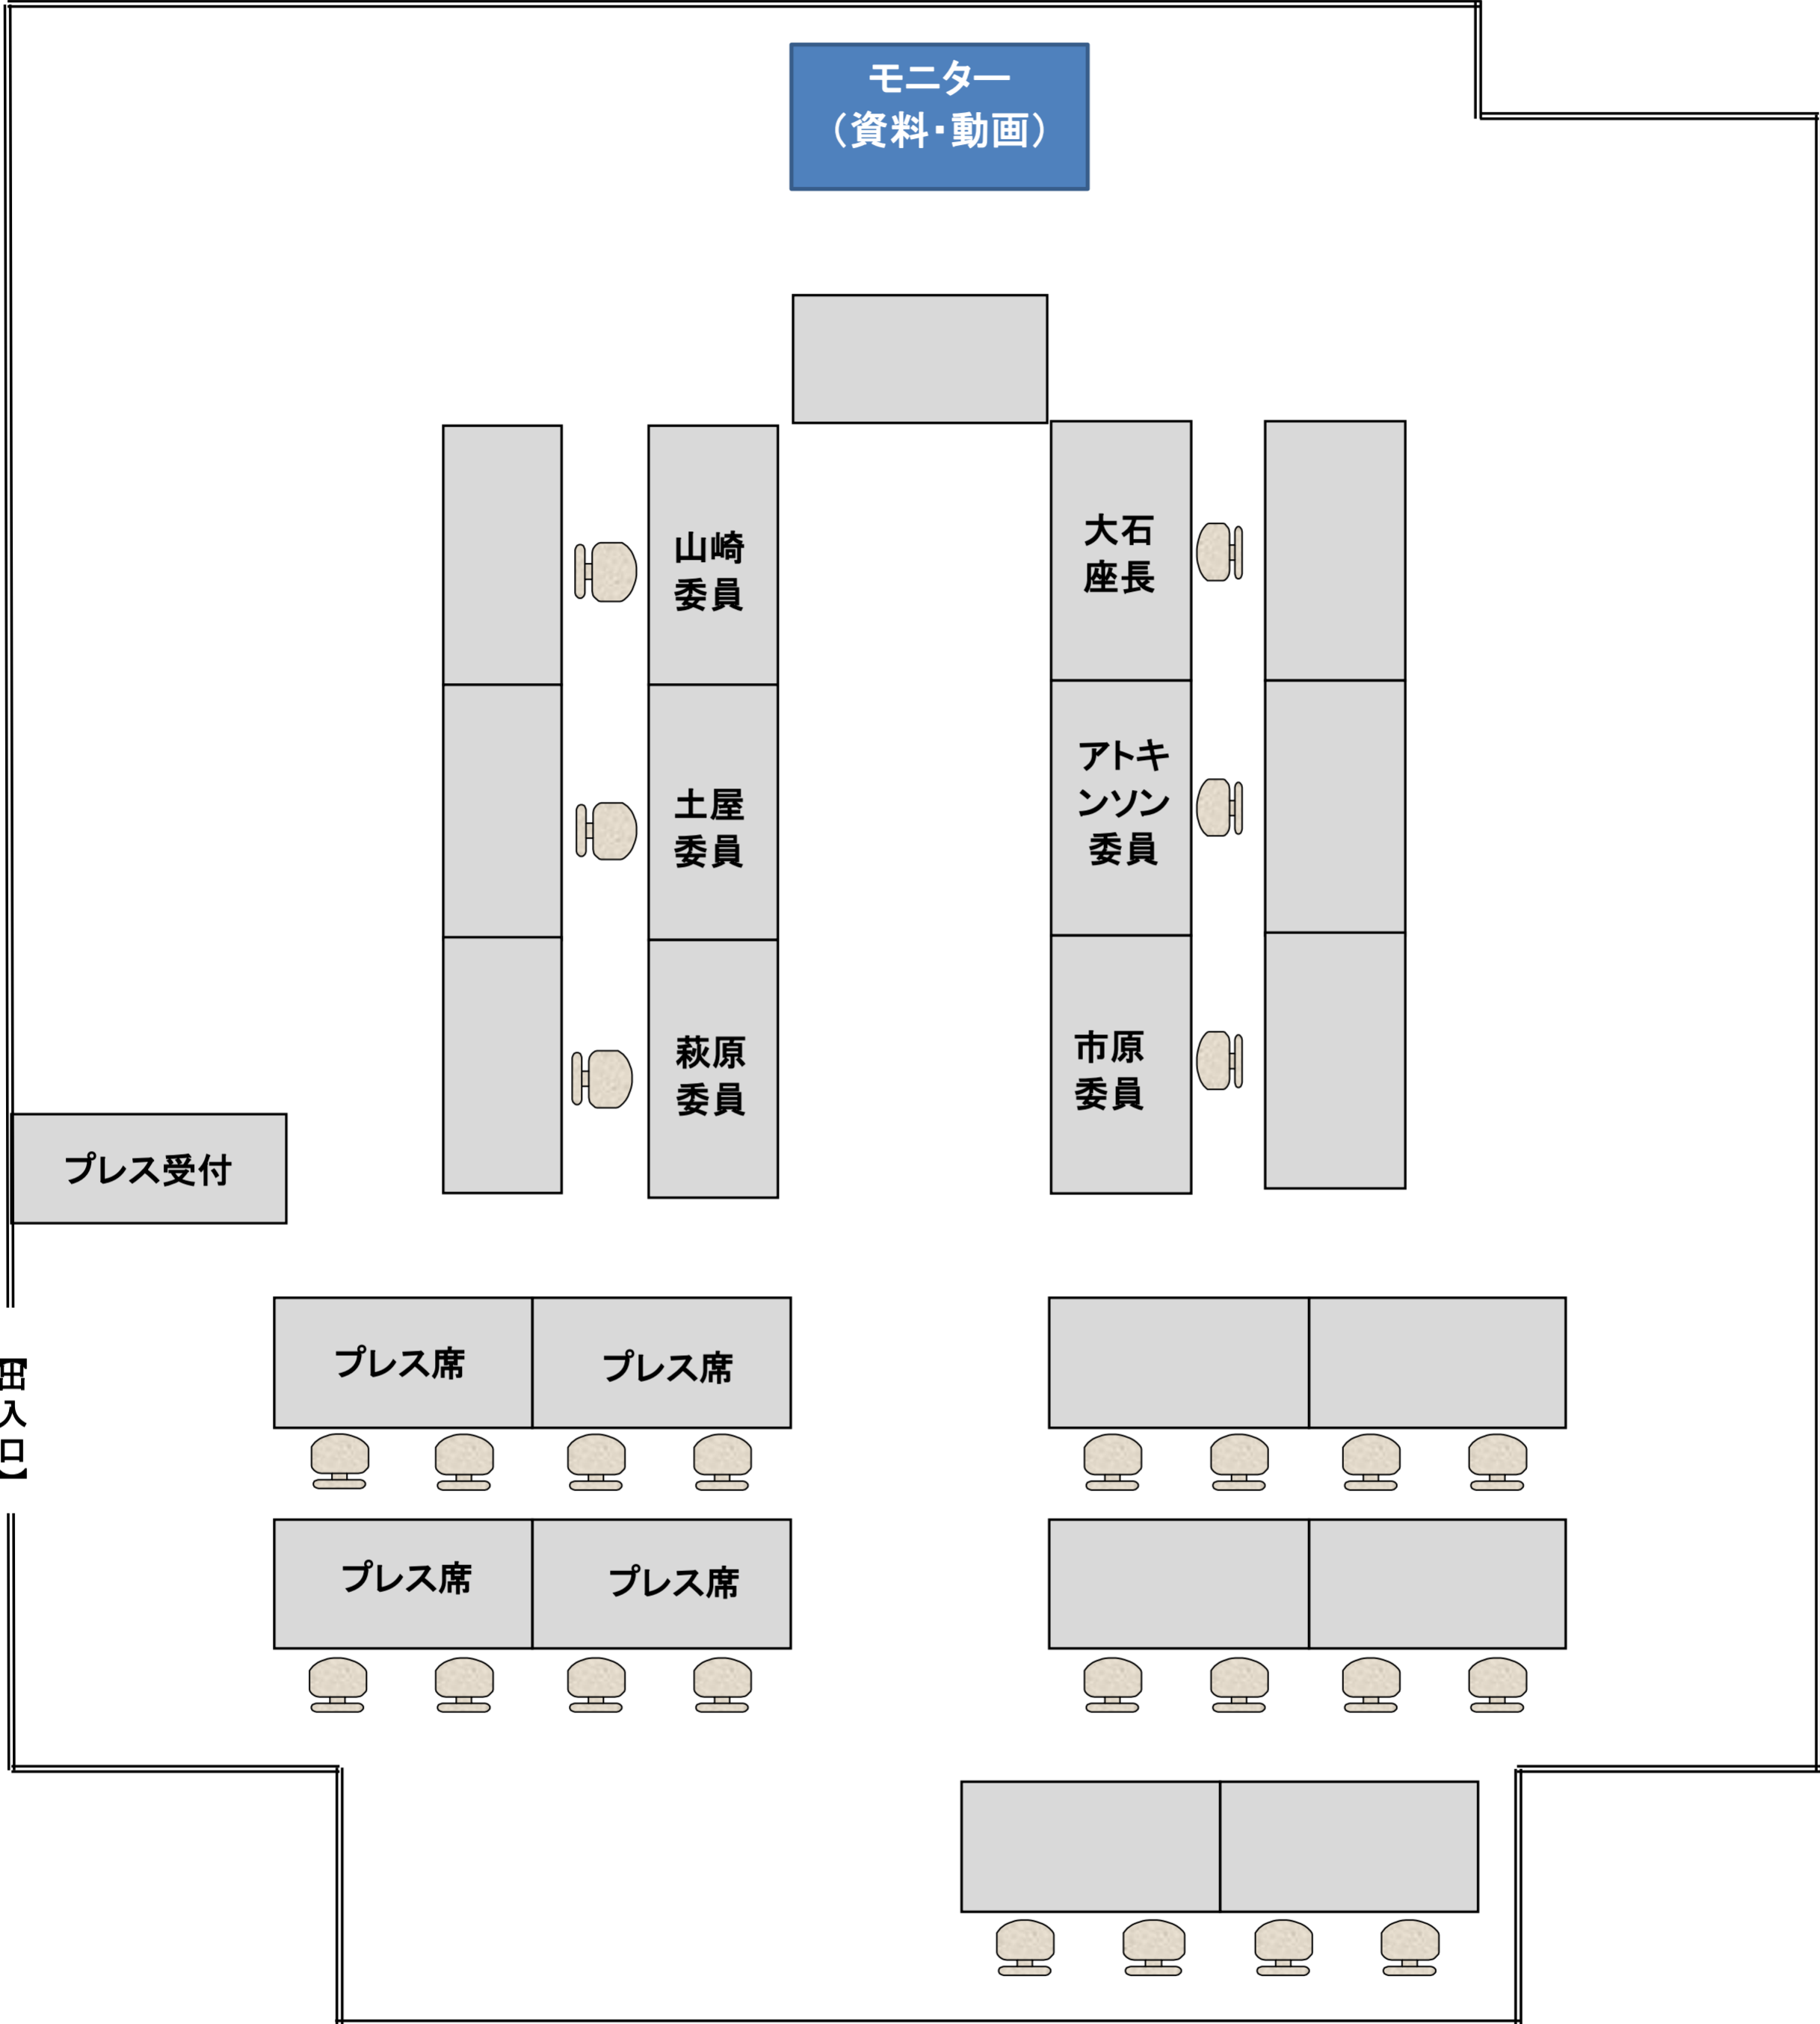 モニター
（資料・動画）
山崎
委員
大石
座長
土屋
委員
アトキ
ンソン
委員
萩原
委員
市原
委員
プレス受付
プレス席
プレス席
【出入口】
プレス席
プレス席